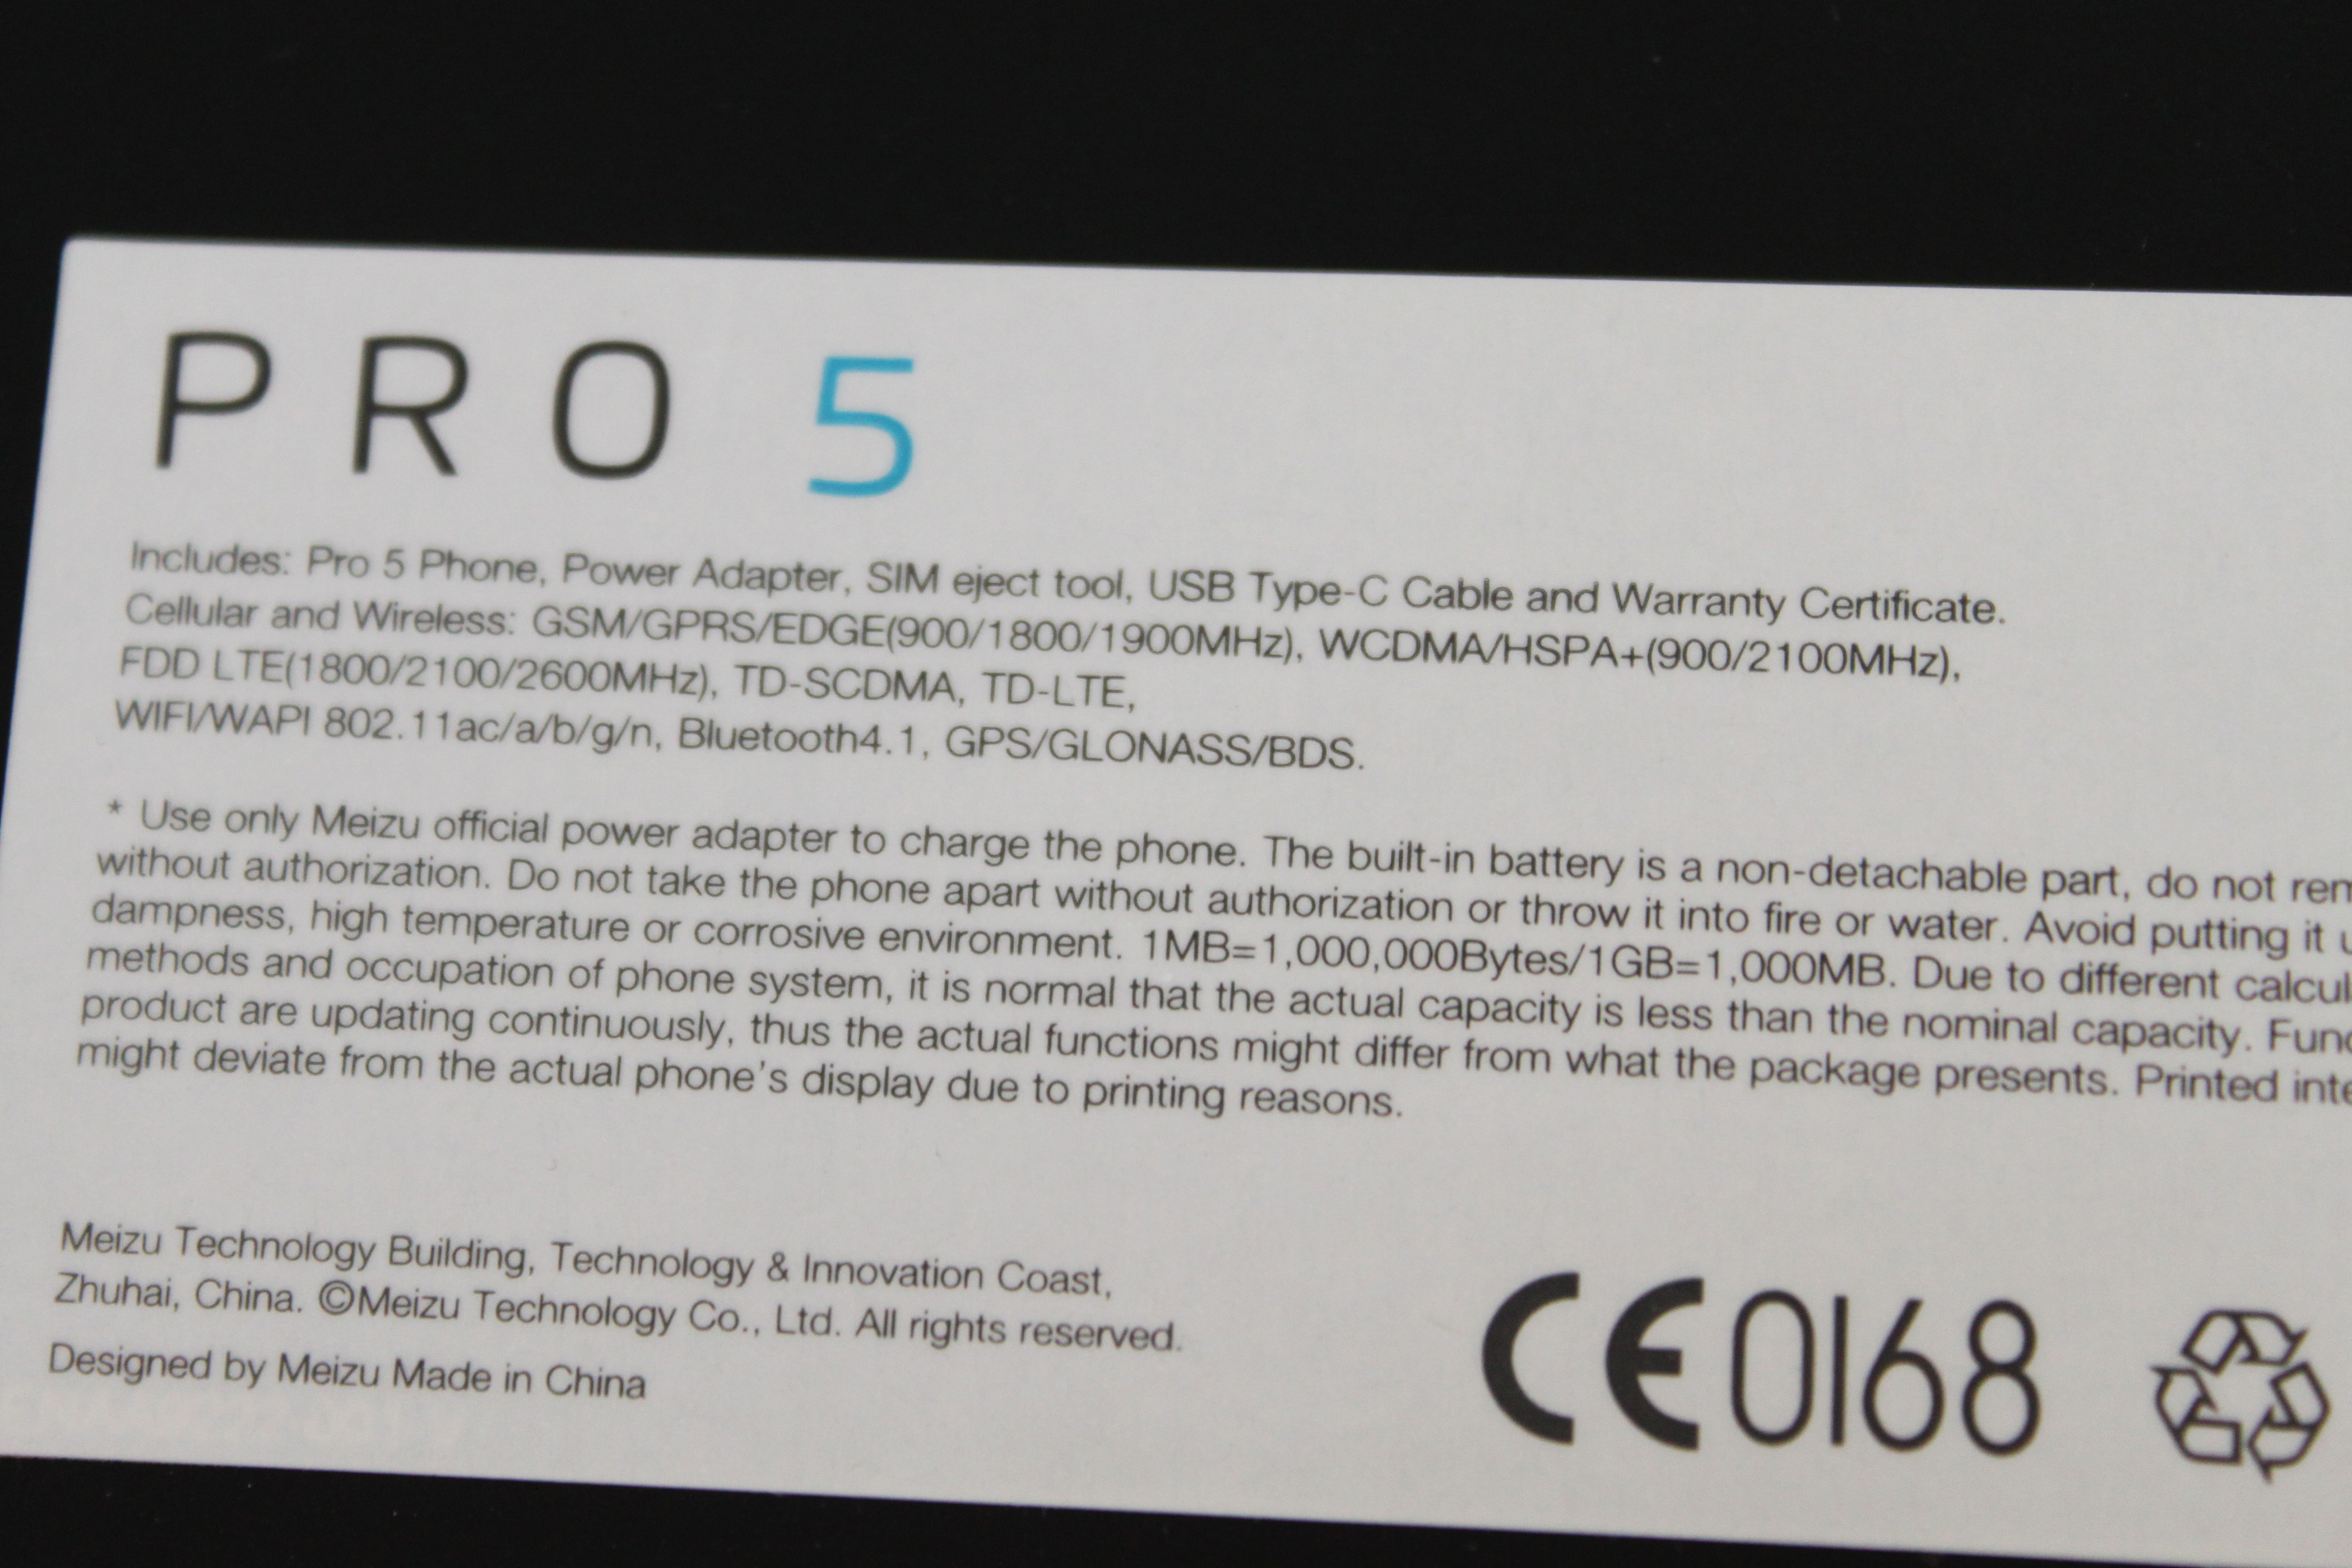 PRO 5
Includes: Pro 5 Phone, Power Adapter, SIM eject tool, USB Type-C Cable and Warranty Certificate.
Cellular and Wireless: GSM/GPRS/EDGE(900/1800/1900MHz), WCDMA/HSPA+(900/2100MHz),
FDD LTE(1800/2100/2600MHz), TD-SCDMA, TD-LTE,
WIFI/WAPI 802.11ac/a/b/g/n, Bluetooth4.1, GPS/GLONASS/BDS.
* Use only Meizu official power adapter to charge the phone. The built-in battery is a non-detachable part, do not
without authorization. Do not take the phone apart without authorization or throw it into fire or water. Avoid putting it
dampness, high temperature or corrosive environment. 1MB=1,000,000Bytes/1GB=1,000MB. Due to different
methods and occupation of phone system, it is normal that the actual capacity is less than the nominal capacity.
product are updating continuously, thus the actual functions might differ from what the package presents. Printed
might deviate from the actual phone's display due to printing reasons.
Meizu Technology Building, Technology & Innovation Coast,
Zhuhai, China. ©Meizu Technology Co., Ltd. All rights reserved.
Designed by Meizu Made in China
CE0168